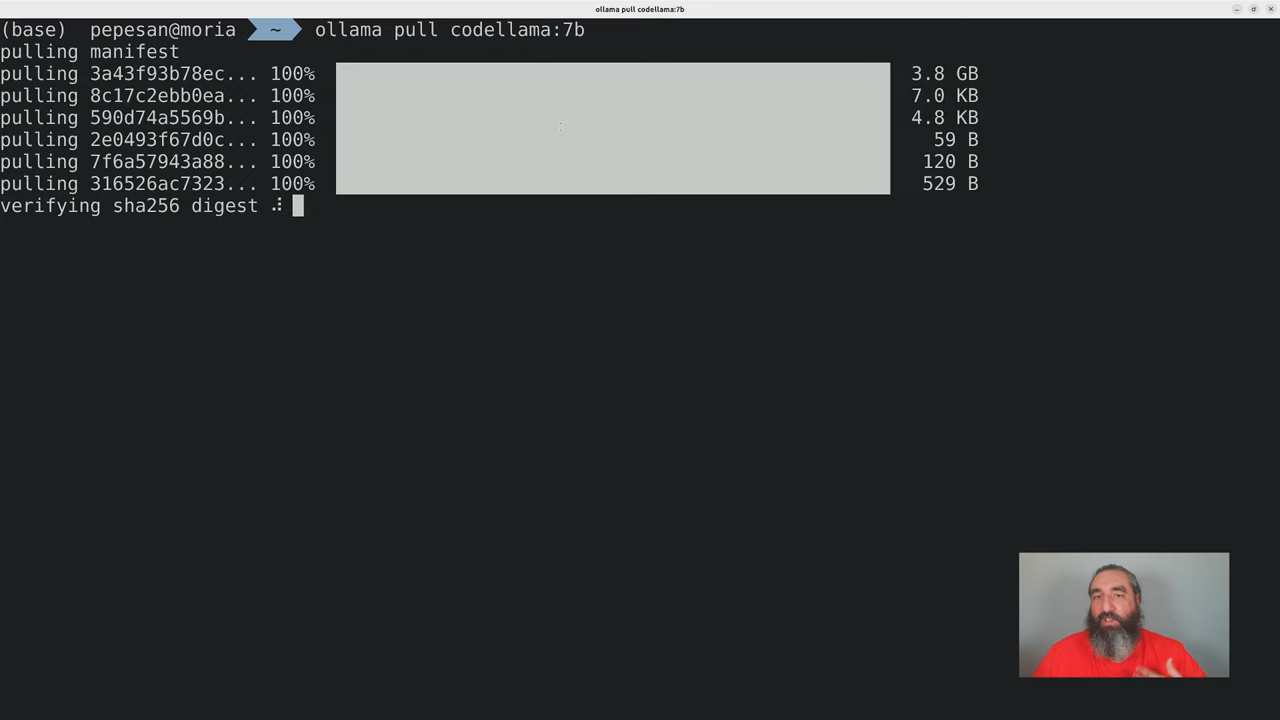 ollama pull codellama:7b
(base) pepesan@moria ~ ollama pull codellama:7b
pulling manifest
pulling 3a43f93b78ec... 100% 3.8 GB
pulling 8c17c2ebb0ea... 100% 7.0 KB
pulling 590d74a5569b... 100% 4.8 KB
pulling 2e0493f67d0c... 100% 59 B
pulling 7f6a57943a88... 100% 120 B
pulling 316526ac7323... 100% 529 B
verifying sha256 digest